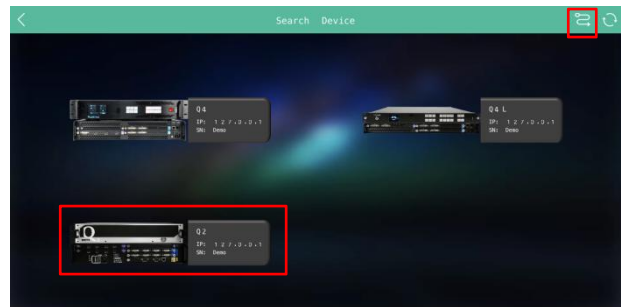 Search Device
Q4
IP: 127.0.0.1
SN: Demo
Q4 L
IP: 127.0.0.1
SN: Demo
Q2
IP: 127.0.0.1
SN: Demo